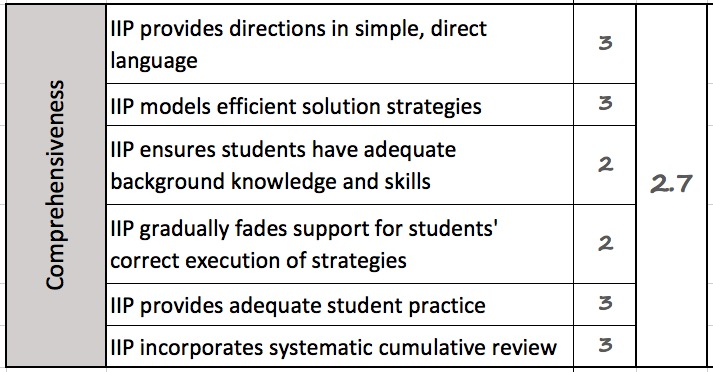 Comprehensiveness
IIP provides directions in simple, direct
language
3
IIP models efficient solution strategies
3
IIP ensures students have adequate
background knowledge and skills
2
IIP gradually fades support for students'
correct execution of strategies
2
IIP provides adequate student practice
3
IIP incorporates systematic cumulative review
3
2.7